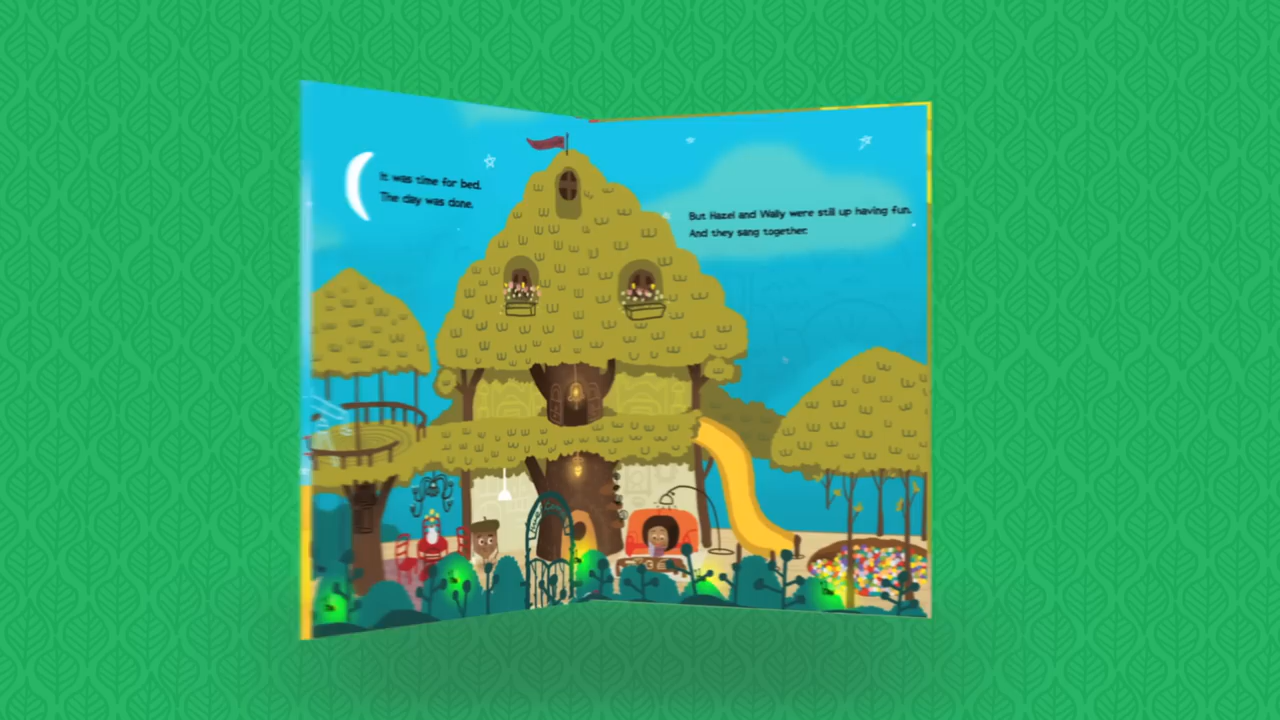 It was time for bed.
The day was done.
But Hazel and Wally were still up having fun.
And they sang together.